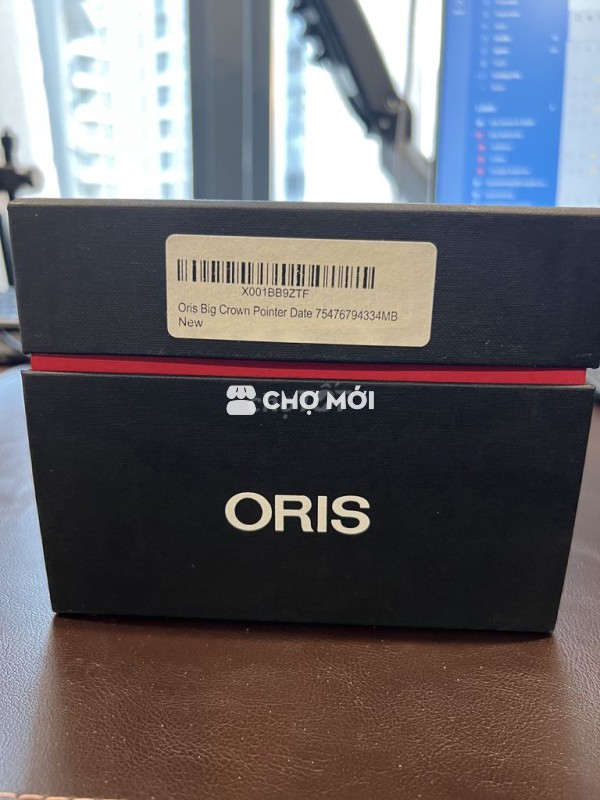 X001BB9ZTF
Oris Big Crown Pointer Date 75476794334MB
New
CHỢ MỚI
ORIS